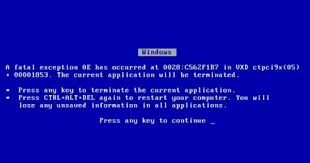 Windows
A fatal exception 0E has occurred at 0028:C562F1B7 in VXD ctpci9x(05)
+ 00001853. The current application will be terminated.
* Press any key to terminate the current application.
* Press CTRL+ALT+DEL again to restart your computer. You will
lose any unsaved information in all applications.
Press any key to continue _